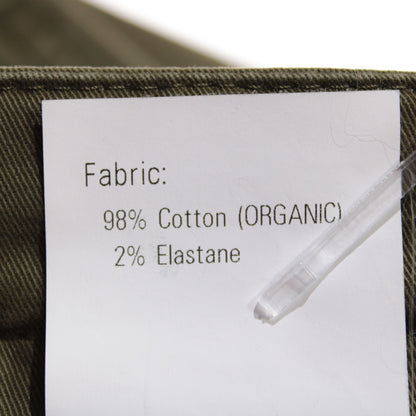 Fabric:
98% Cotton (ORGANIC)
2% Elastane